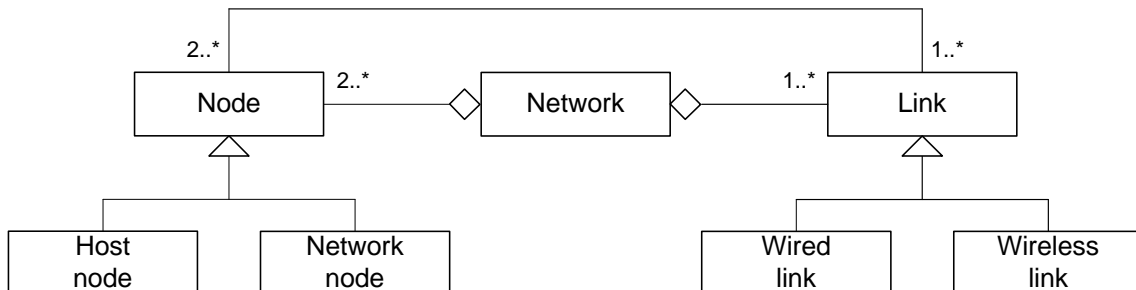 2..*
1..*
2..*
1..*
Node
Network
Link
Host
node
Network
node
Wired
link
Wireless
link